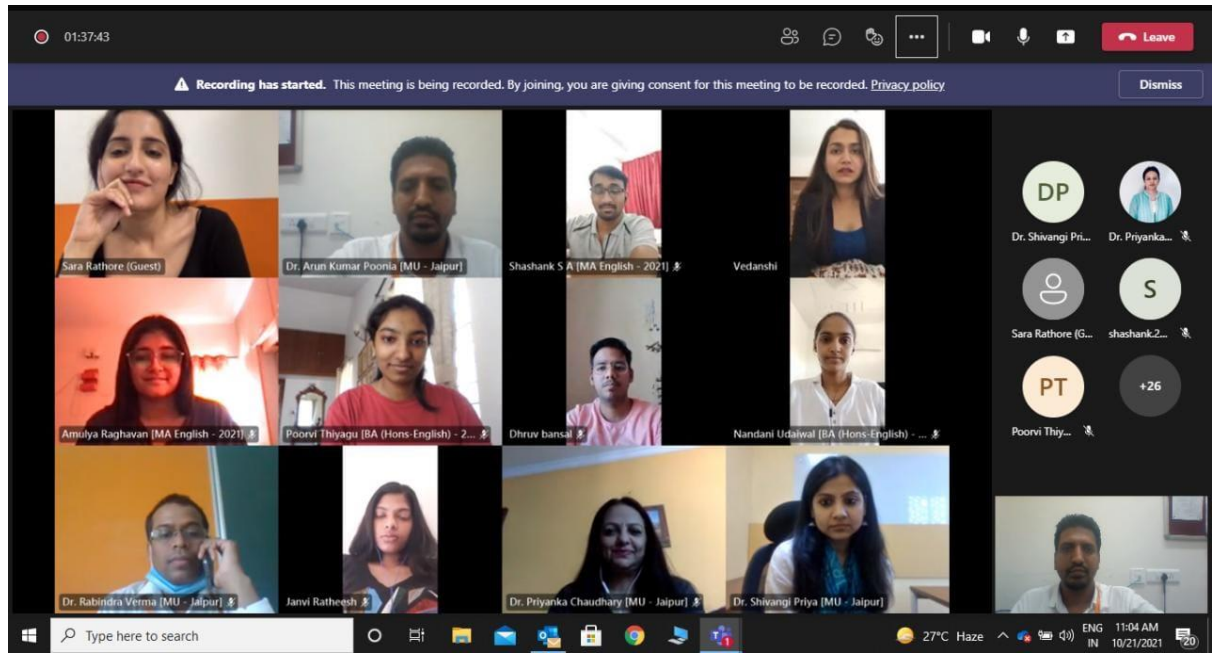 01:37:43
Leave
Recording has started. This meeting is being recorded. By joining, you are giving consent for this meeting to be recorded. Privacy policy
Dismiss
Sara Rathore (Guest)
Dr. Arun Kumar Poonia [MU - Jaipur]
Shashank S A [MA English - 2021]
Vedanshi
DP
Dr. Shivangi Pri...
Dr. Priyanka...
S
Sara Rathore (G...
shashank.2...
Amulya Raghavan [MA English - 2021]
Poorvi Thiyagu [BA (Hons-English) - 2...
Dhruv bansal
Nandani Udaiwal [BA (Hons-English) - ...
PT
+26
Poorvi Thiy...
Dr. Rabindra Verma [MU - Jaipur]
Janvi Ratheesh
Dr. Priyanka Chaudhary [MU - Jaipur]
Dr. Shivangi Priya [MU - Jaipur]
Type here to search
27°C Haze
ENG
IN
11:04 AM
10/21/2021
20